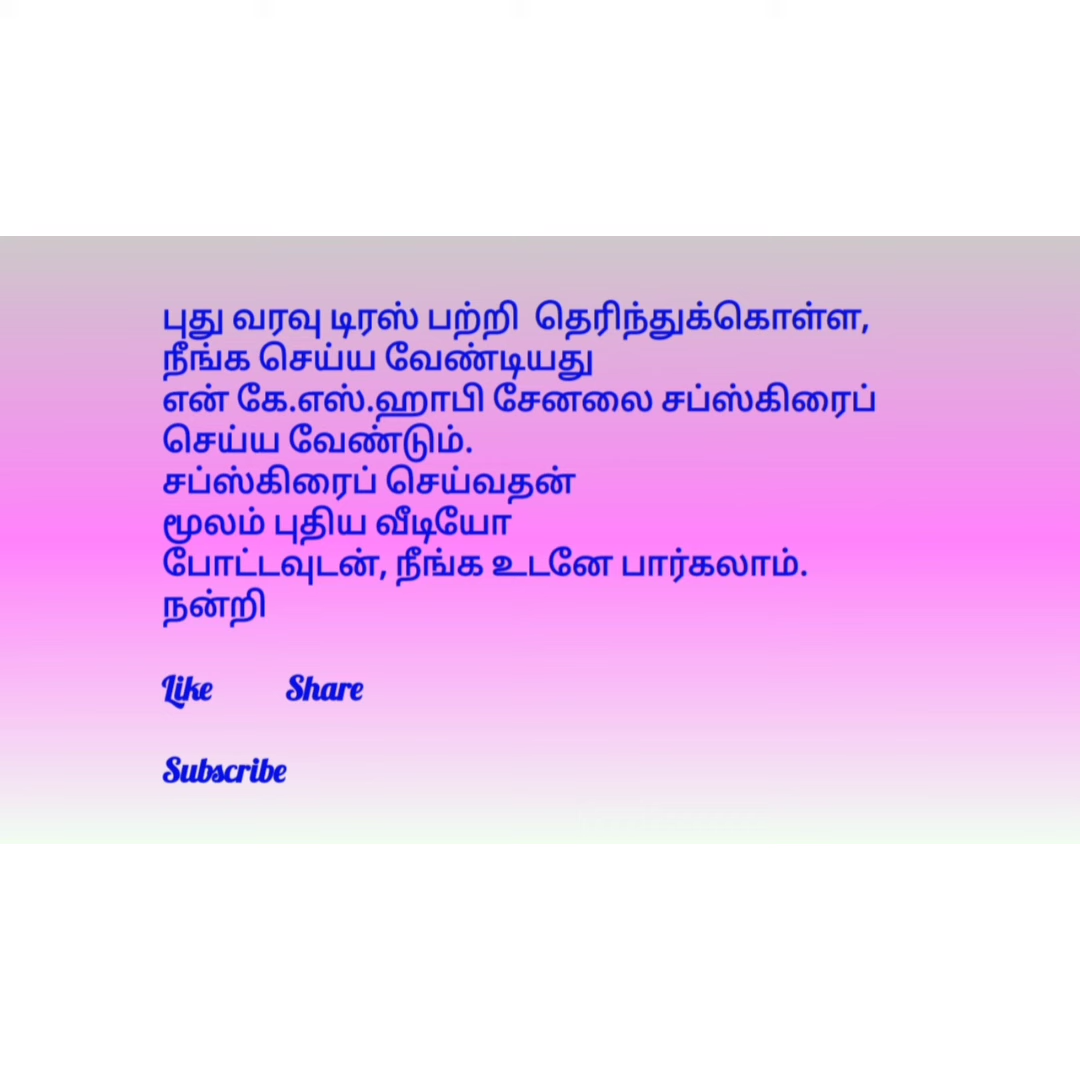 புது வரவு டிரஸ் பற்றி தெரிந்துக்கொள்ள,
நீங்க செய்ய வேண்டியது
என் கே.எஸ்.ஹாபி சேனலை சப்ஸ்கிரைப்
செய்ய வேண்டும்.
சப்ஸ்கிரைப் செய்வதன்
மூலம் புதிய வீடியோ
போட்டவுடன், நீங்க உடனே பார்கலாம்.
நன்றி
Like Share
Subscribe